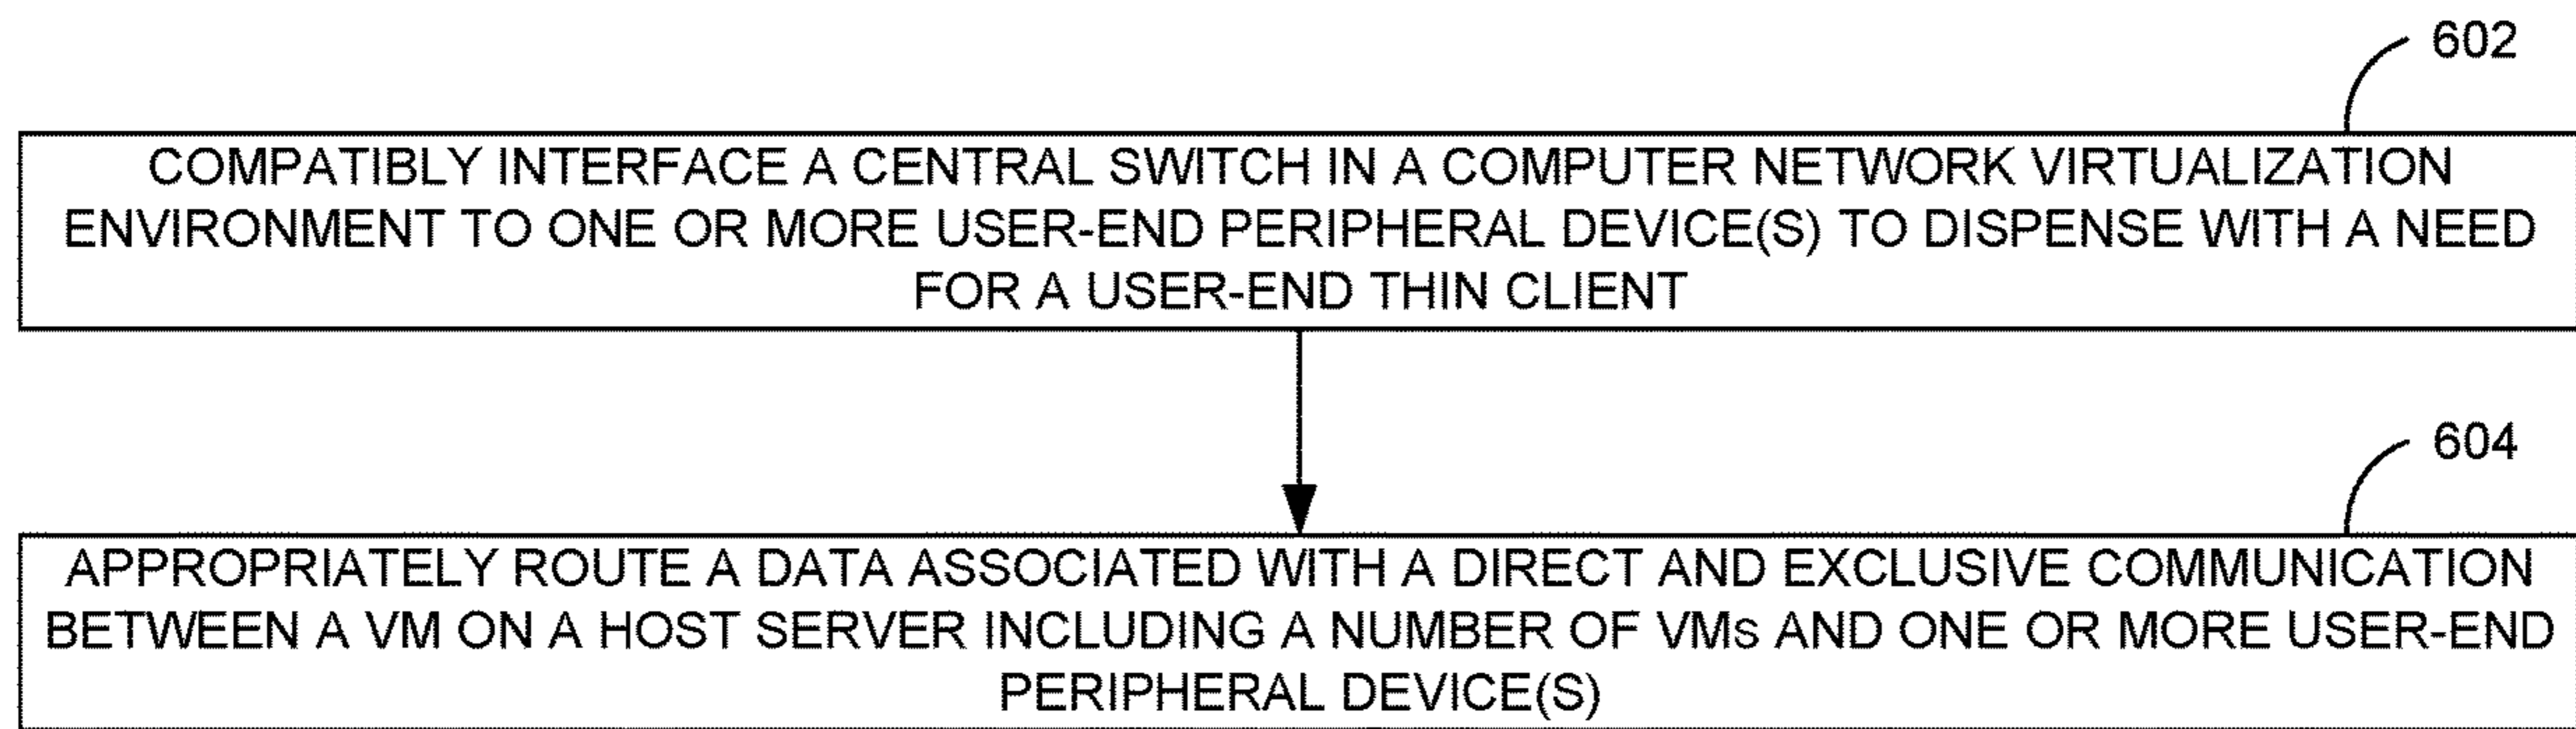 602
COMPATIBLY INTERFACE A CENTRAL SWITCH IN A COMPUTER NETWORK VIRTUALIZATION
ENVIRONMENT TO ONE OR MORE USER-END PERIPHERAL DEVICE(S) TO DISPENSE WITH A NEED
FOR A USER-END THIN CLIENT
604
APPROPRIATELY ROUTE A DATA ASSOCIATED WITH A DIRECT AND EXCLUSIVE COMMUNICATION
BETWEEN A VM ON A HOST SERVER INCLUDING A NUMBER OF VMs AND ONE OR MORE USER-END
PERIPHERAL DEVICE(S)